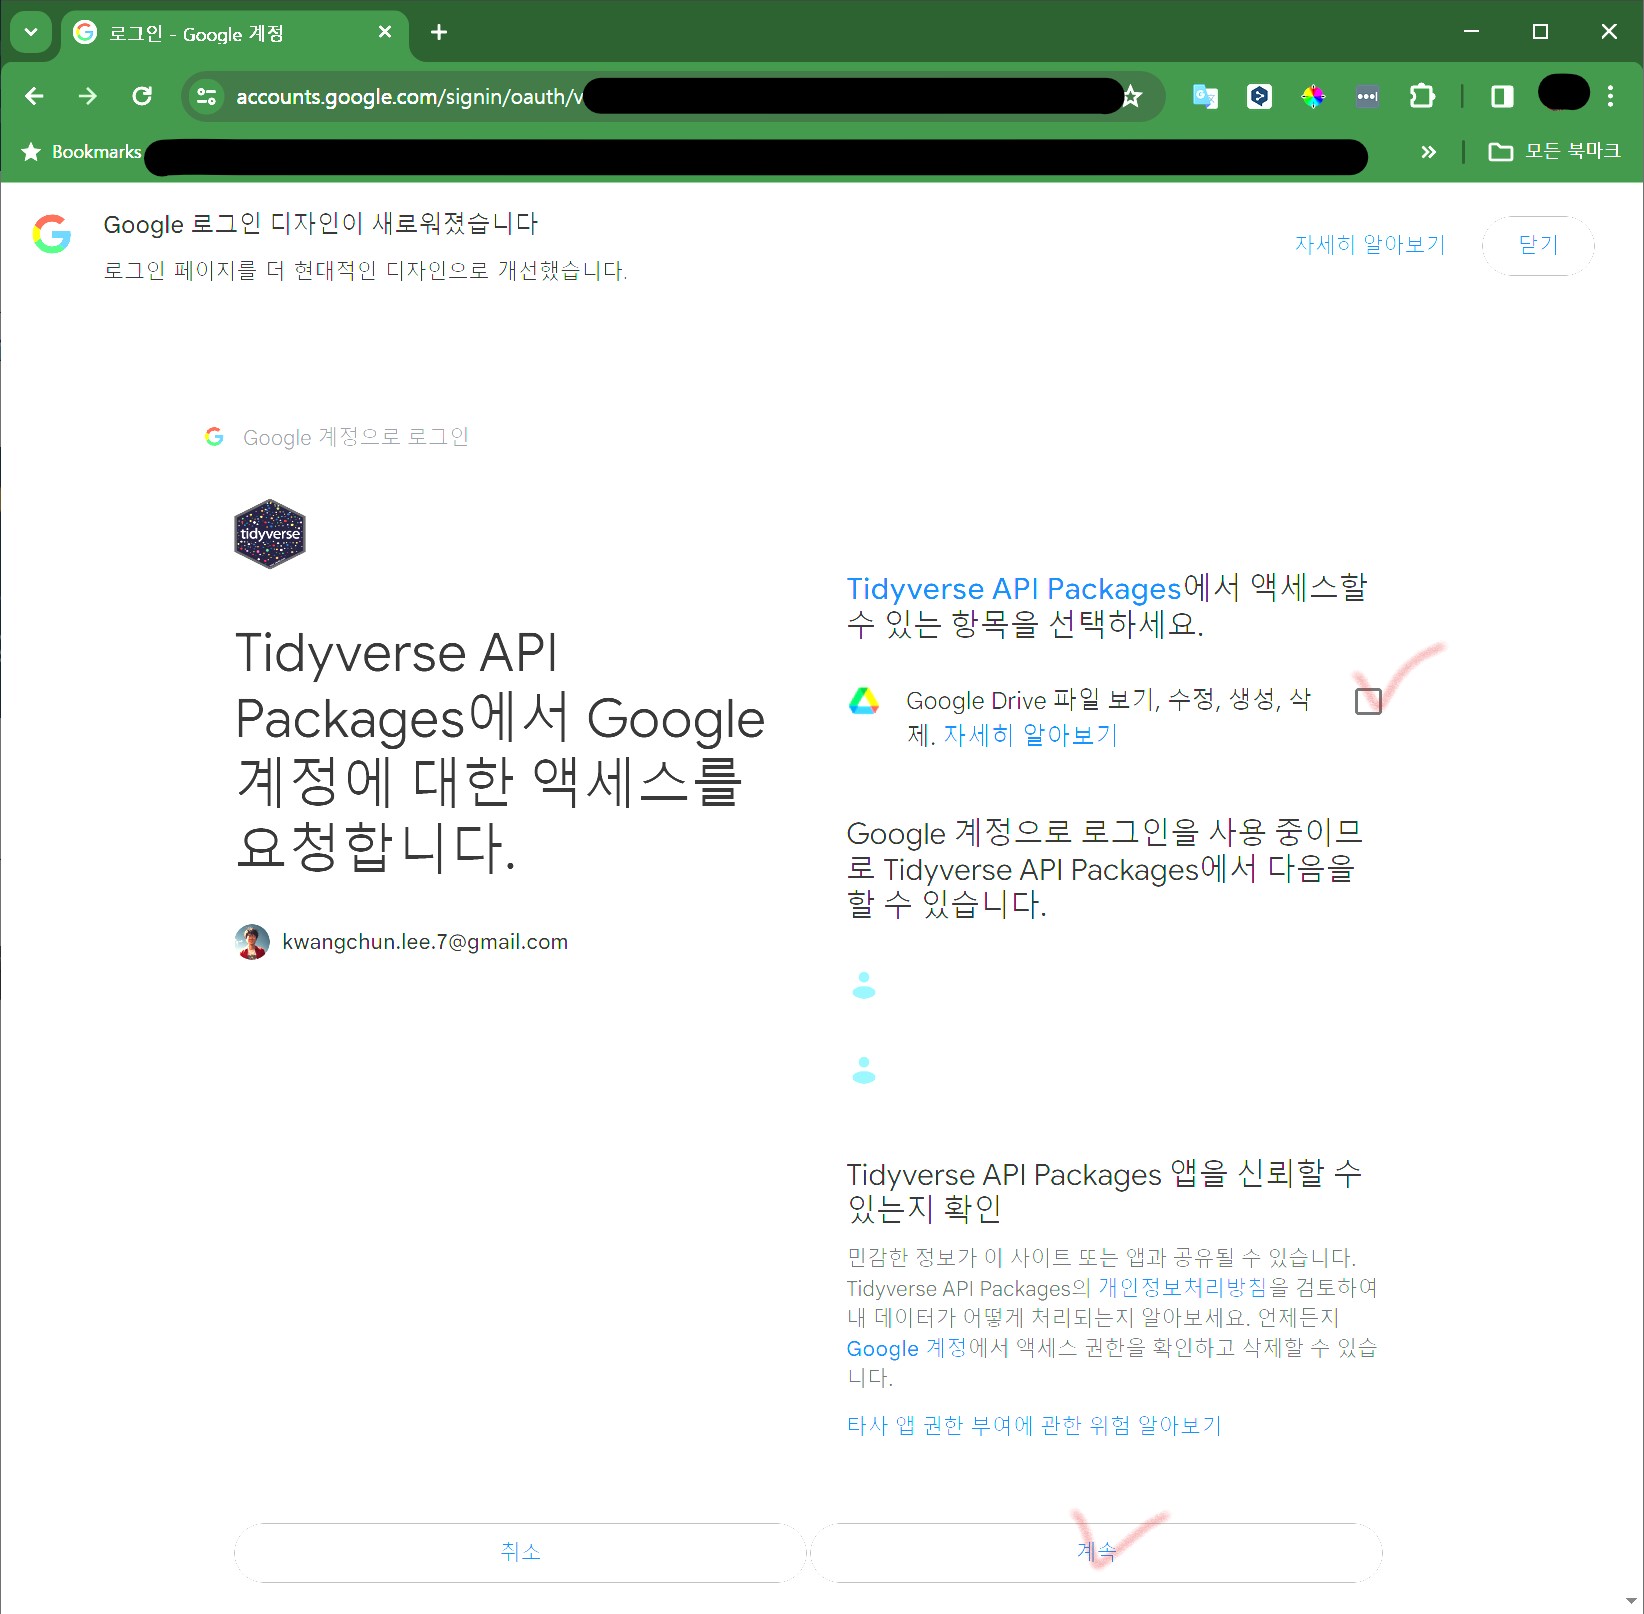 로그인 - Google 계정
accounts.google.com/signin/oauth/v
Bookmarks
모든 북마크
Google 로그인 디자인이 새로워졌습니다
로그인 페이지를 더 현대적인 디자인으로 개선했습니다.
자세히 알아보기
닫기
Google 계정으로 로그인
tidyverse
Tidyverse API
Packages에서 Google
계정에 대한 액세스를
요청합니다.
kwangchun.lee.7@gmail.com
Tidyverse API Packages에서 액세스할
수 있는 항목을 선택하세요.
Google Drive 파일 보기, 수정, 생성, 삭
제. 자세히 알아보기
Google 계정으로 로그인을 사용 중이므
로 Tidyverse API Packages에서 다음을
할 수 있습니다.
Tidyverse API Packages 앱을 신뢰할 수
있는지 확인
민감한 정보가 이 사이트 또는 앱과 공유될 수 있습니다.
Tidyverse API Packages의 개인정보처리방침을 검토하여
내 데이터가 어떻게 처리되는지 알아보세요. 언제든지
Google 계정에서 액세스 권한을 확인하고 삭제할 수 있습
니다.
타사 앱 권한 부여에 관한 위험 알아보기
취소
계속